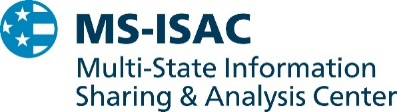 MS-ISAC
Multi-State Information
Sharing & Analysis Center